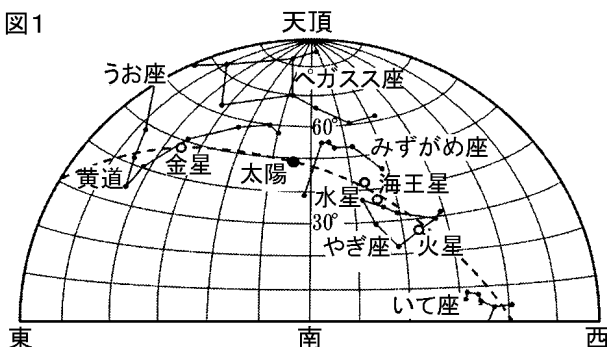 図1
天頂
うお座
ペガスス座
60°
みずがめ座
金星
黄道
太陽
海王星
水星
30°
やぎ座
火星
いて座
東
南
西